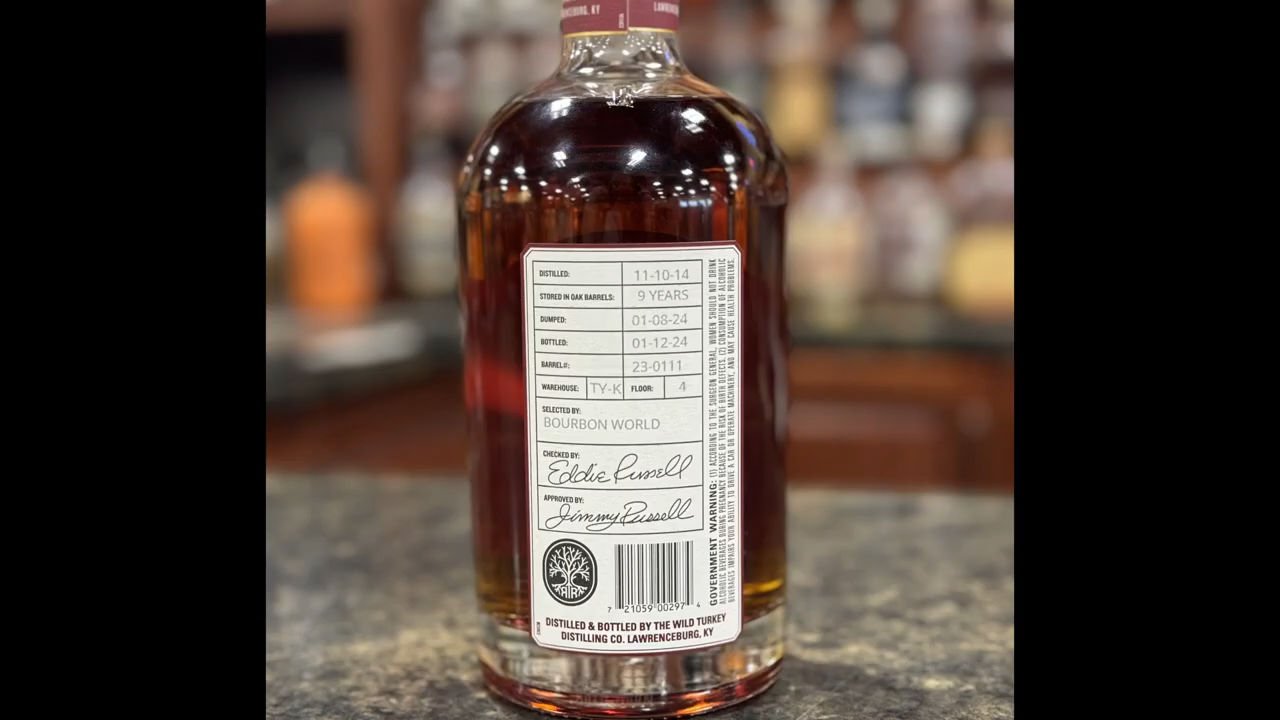 LAWRENCEBURG, KY
DISTILLED: 11-10-14
STORED IN OAK BARRELS: 9 YEARS
DUMPED: 01-08-24
BOTTLED: 01-12-24
BARREL#: 23-0111
WAREHOUSE: TY-K FLOOR: 4
SELECTED BY:
BOURBON WORLD
CHECKED BY:
Eddie Russell
APPROVED BY:
Jimmy Russell
RR
7 21059 00297 4
DISTILLED & BOTTLED BY THE WILD TURKEY
DISTILLING CO. LAWRENCEBURG, KY
GOVERNMENT WARNING: (1) ACCORDING TO THE SURGEON GENERAL, WOMEN SHOULD NOT DRINK
ALCOHOLIC BEVERAGES DURING PREGNANCY BECAUSE OF THE RISK OF BIRTH DEFECTS. (2) CONSUMPTION OF ALCOHOLIC
BEVERAGES IMPAIRS YOUR ABILITY TO DRIVE A CAR OR OPERATE MACHINERY, AND MAY CAUSE HEALTH PROBLEMS.